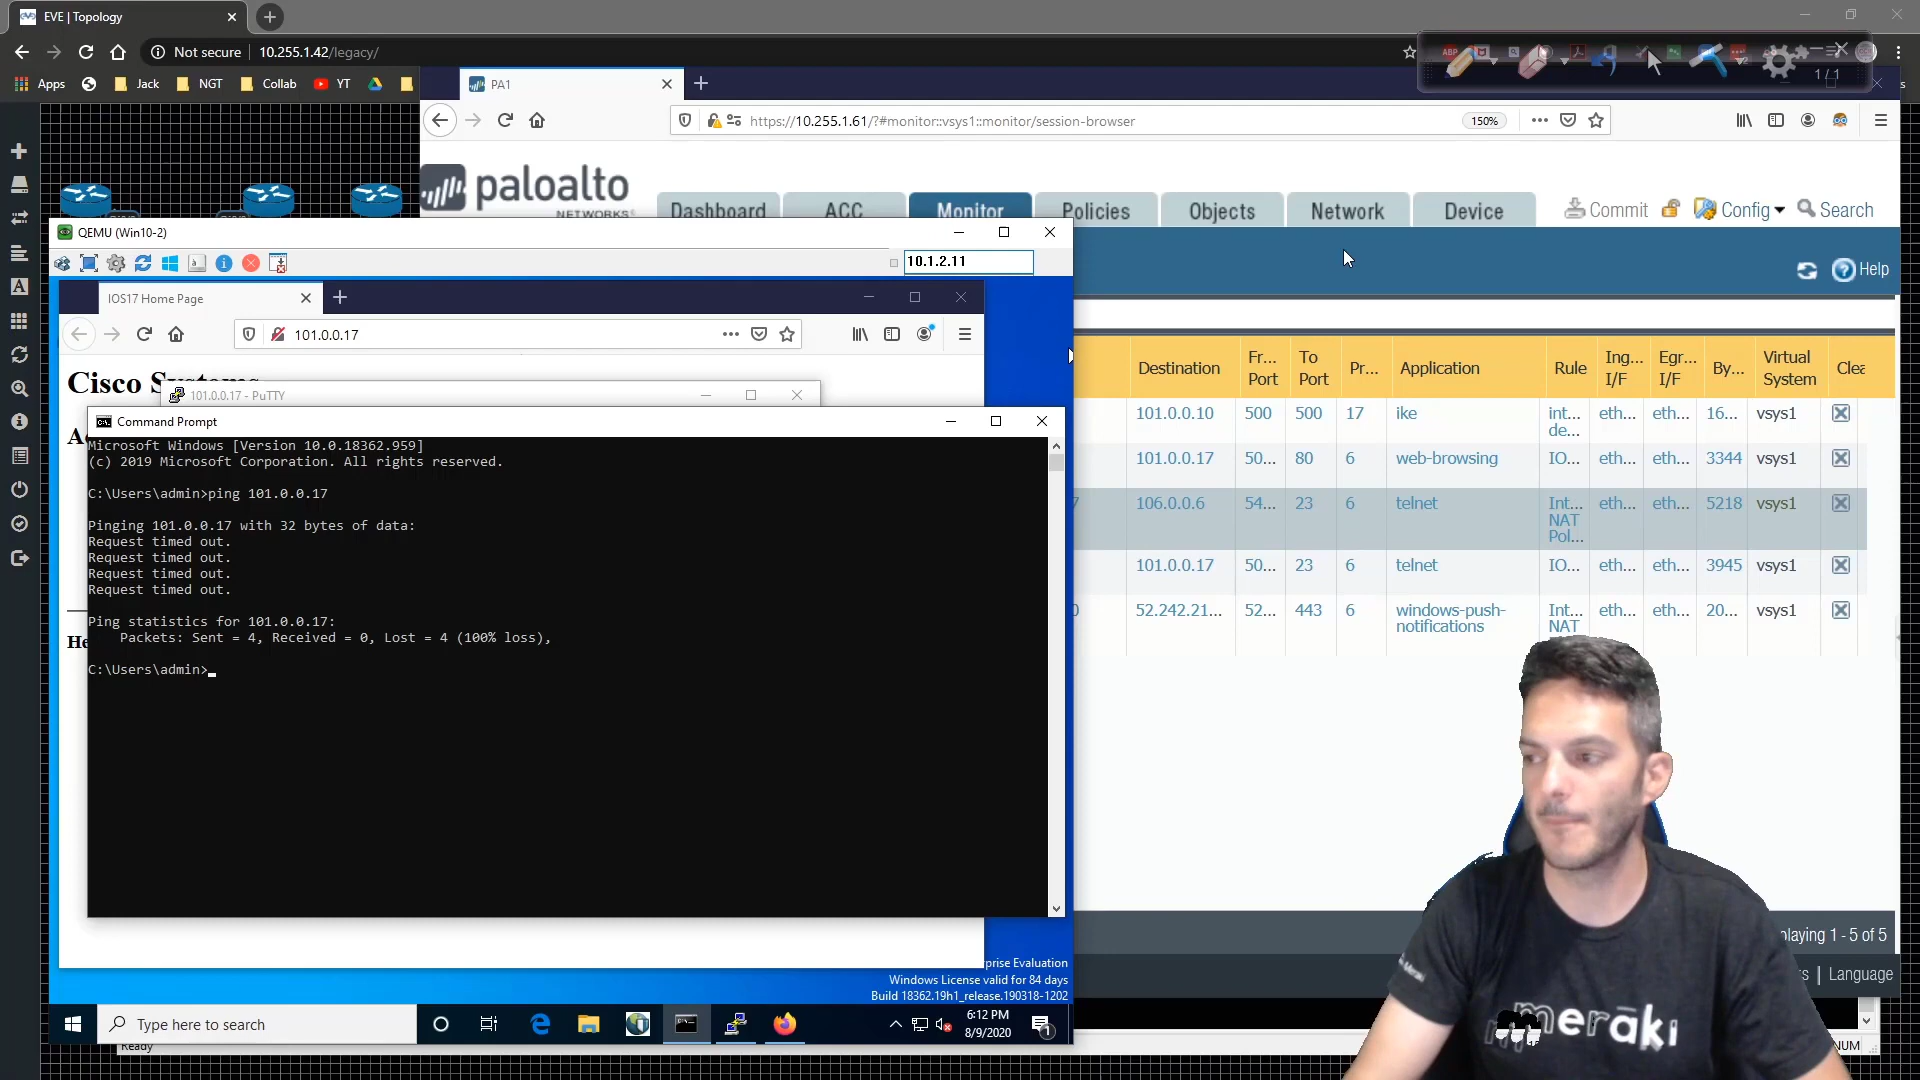 EVE | Topology
Not secure
10.255.1.42/legacy/
Apps
Jack
NGT
Collab
YT
PA1
1/1
https://10.255.1.61/?#monitor::vsys1::monitor/session-browser
150%
paloalto
NETWORKS
Dashboard
ACC
Monitor
Policies
Objects
Network
Device
Commit
Config
Search
Help
QEMU (Win10-2)
10.1.2.11
IOS17 Home Page
101.0.0.17
Cisco Systems
101.0.0.17 - PuTTY
Command Prompt
Microsoft Windows [Version 10.0.18362.959]
(c) 2019 Microsoft Corporation. All rights reserved.
C:\Users\admin>ping 101.0.0.17
Pinging 101.0.0.17 with 32 bytes of data:
Request timed out.
Request timed out.
Request timed out.
Request timed out.
Ping statistics for 101.0.0.17:
Packets: Sent = 4, Received = 0, Lost = 4 (100% loss),
C:\Users\admin>
Destination Fr... Port To Port Pr... Application Rule Ing... I/F Egr... I/F By... Virtual System Clea
101.0.0.10 500 500 17 ike int... de... eth... eth... 16... vsys1
101.0.0.17 50... 80 6 web-browsing IO... eth... eth... 3344 vsys1
106.0.0.6 54... 23 6 telnet Int... NAT Pol... eth... eth... 5218 vsys1
101.0.0.17 50... 23 6 telnet IO... eth... eth... 3945 vsys1
52.242.21... 52... 443 6 windows-push-notifications Int... NAT eth... eth... 20... vsys1
playing 1 - 5 of 5
Language
prise Evaluation
Windows License valid for 84 days
Build 18362.19h1_release.190318-1202
Type here to search
6:12 PM
8/9/2020
1
Ready
NUM
meraki